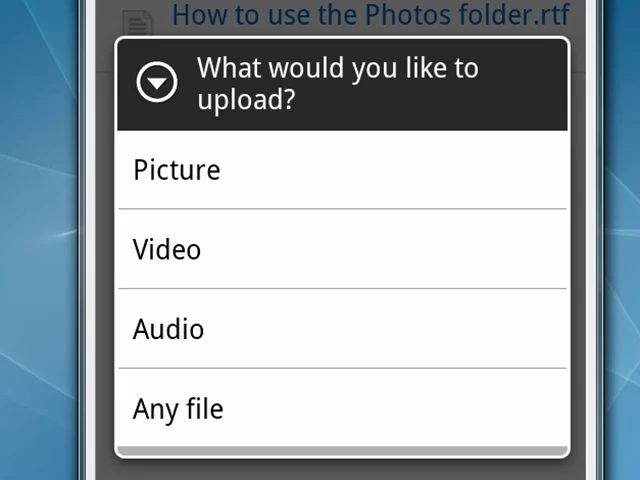 How to use the Photos folder.rtf
What would you like to
upload?
Picture
Video
Audio
Any file